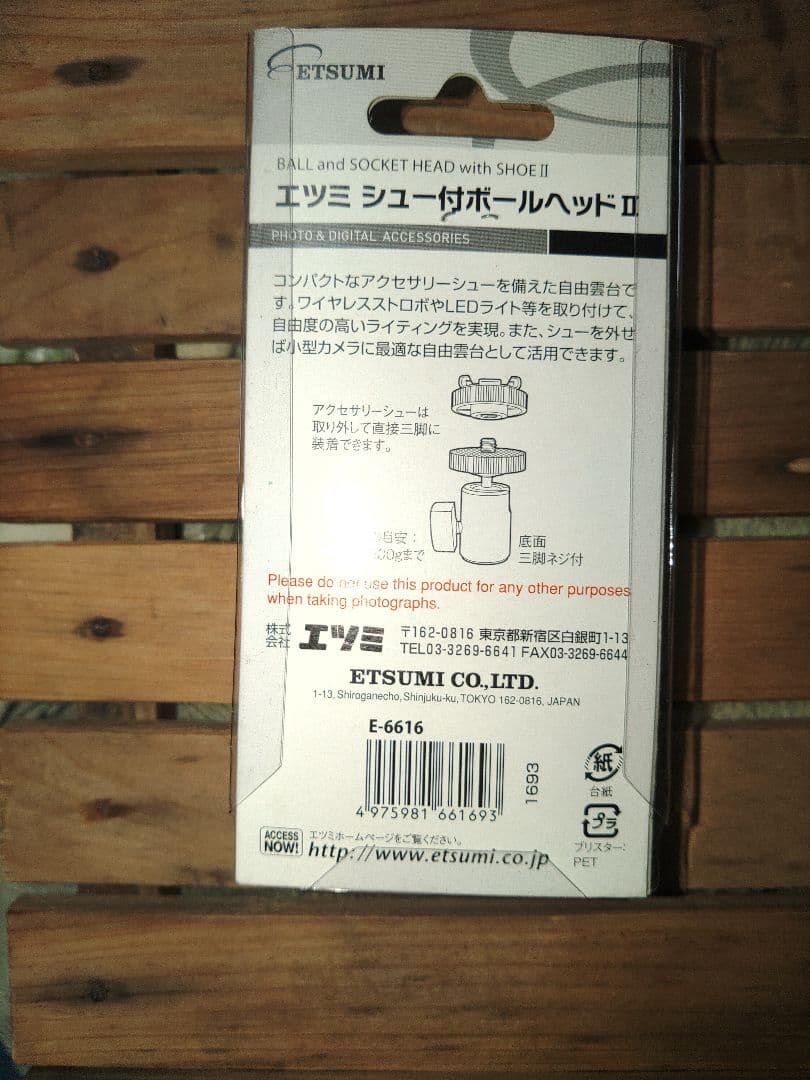 ETSUMI
BALL and SOCKET HEAD with SHOE II
エツミ シュー付ボールヘッドII
PHOTO & DIGITAL ACCESSORIES
コンパクトなアクセサリーシューを備えた自由雲台で
す。ワイヤレスストロボやLEDライト等を取り付けて、
自由度の高いライティングを実現。また、シューを外せ
ば小型カメラに最適な自由雲台として活用できます。
アクセサリーシューは
取り外して直接三脚に
装着できます。
目安：
00gまで
底面
三脚ネジ付
Please do not use this product for any other purposes
when taking photographs.
株式
会社
エツミ
〒162-0816 東京都新宿区白銀町1-13
TEL03-3269-6641 FAX03-3269-6644
ETSUMI CO.,LTD.
1-13, Shiroganecho, Shinjuku-ku, TOKYO 162-0816, JAPAN
E-6616
4 975981 661693
1693
紙
台紙
プラ
ブリスター:
PET
ACCESS
NOW!
エツミホームページをご覧ください。
http://www.etsumi.co.jp